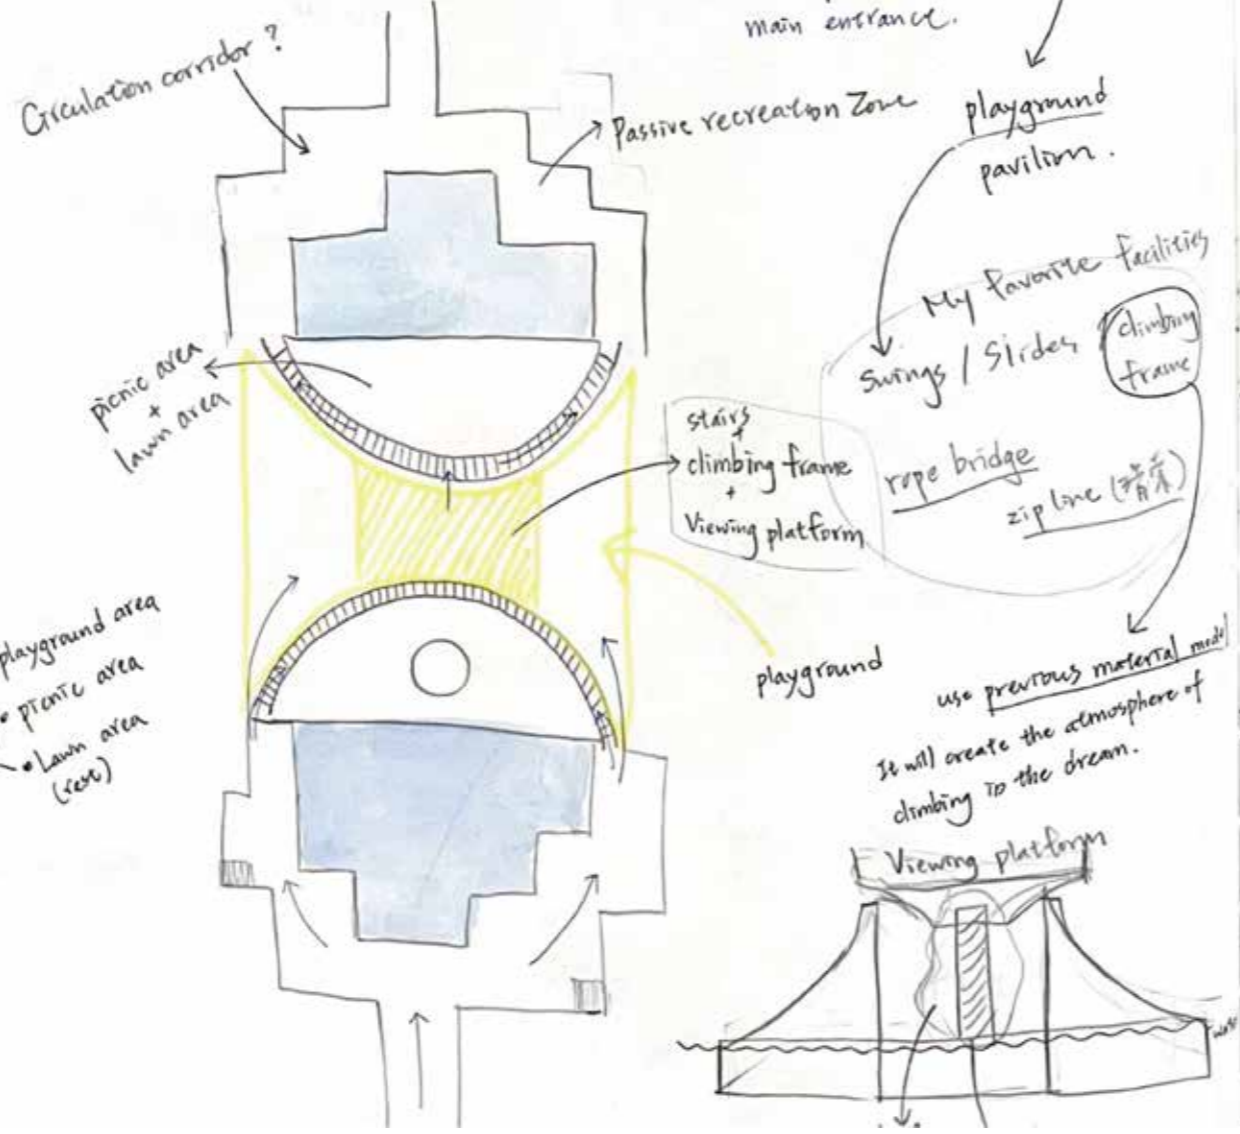 main entrance.
Circulation corridor?
Passive recreation Zone
playground
pavilion.
My favorite facilities
Swings / Slides
climbing
frame
rope bridge
zip line
picnic area
+
lawn area
stairs
+
climbing frame
+
Viewing platform
playground
playground area
• picnic area
• Lawn area
(rest)
use previous material model
It will create the atmosphere of
climbing in the dream.
Viewing platform